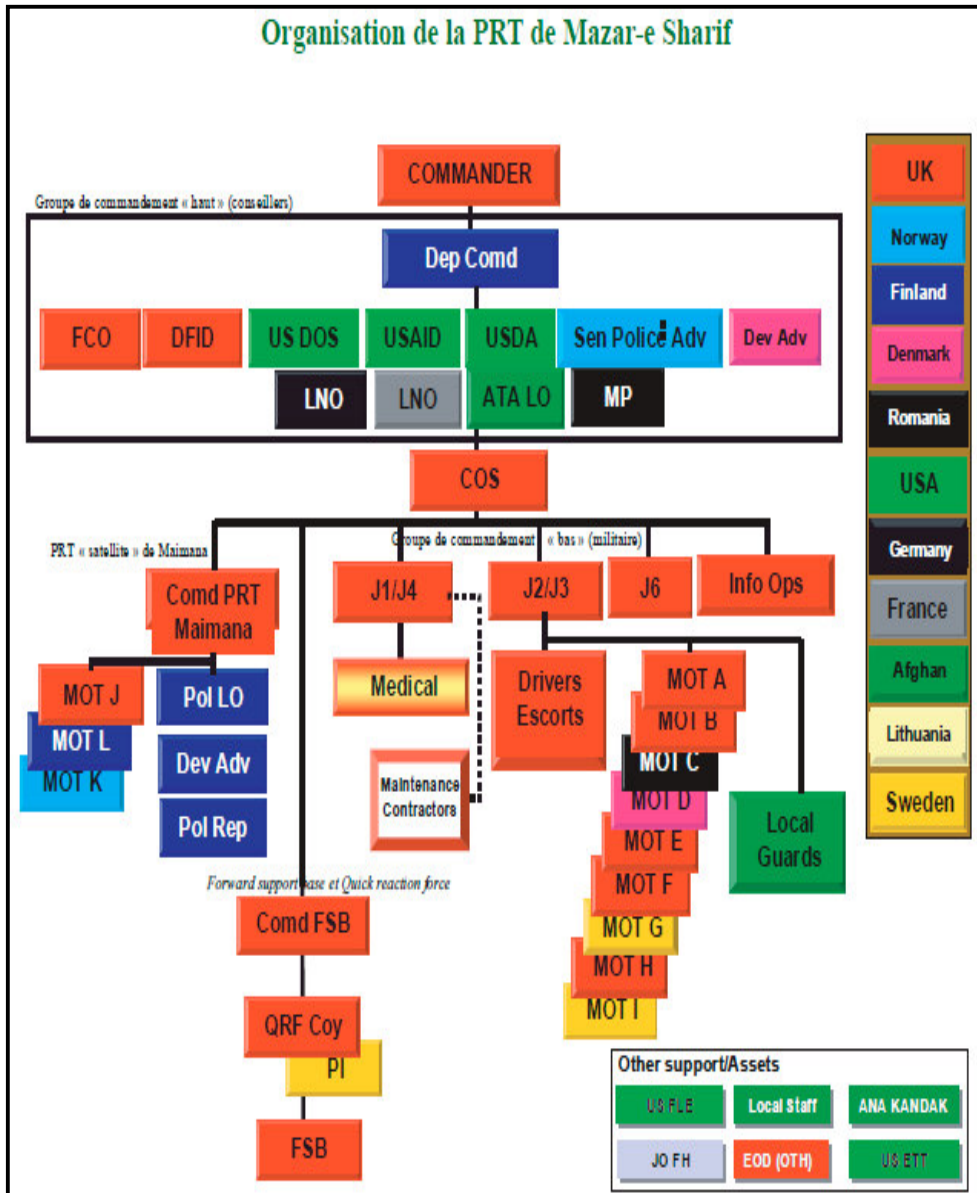 Organisation de la PRT de Mazar-e Sharif
COMMANDER
Groupe de commandement « haut » (conseillers)
Dep Comd
FCO
DFID
US DOS
USAID
USDA
Sen Police Adv
Dev Adv
LNO
LNO
ATA LO
MP
COS
PRT « satellite » de Maimana
Groupe de commandement « bas » (militaire)
Comd PRT
Maimana
J1/J4
J2/J3
J6
Info Ops
MOT J
MOT L
MOT K
Pol LO
Dev Adv
Pol Rep
Medical
Maintenance
Contractors
Drivers
Escorts
MOT A
MOT B
MOT C
MOT D
MOT E
MOT F
MOT G
MOT H
MOT I
Local
Guards
Forward support base et Quick reaction force
Comd FSB
QRF Coy
Pl
FSB
UK
Norway
Finland
Denmark
Romania
USA
Germany
France
Afghan
Lithuania
Sweden
Other support/Assets
US FLE
Local Staff
ANA KANDAK
JO FH
EOD (OTH)
US ETT